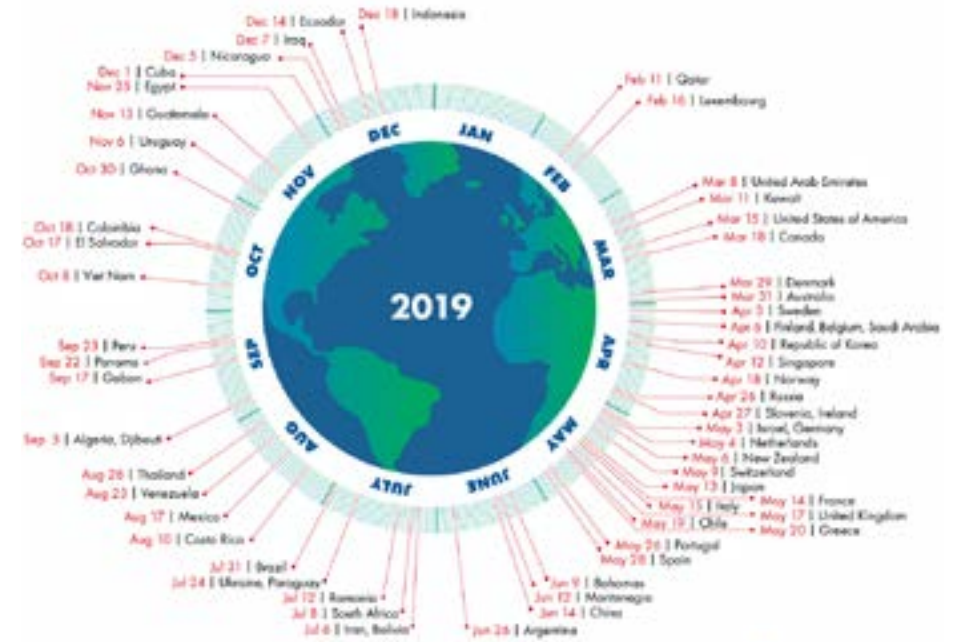 Dec 18 | Indonesia
Dec 14 | Ecuador
Dec 7 | Iraq
Dec 5 | Nicaragua
Dec 1 | Cuba
Nov 25 | Egypt
Nov 13 | Guatemala
Nov 6 | Uruguay
Oct 30 | Ghana
Oct 18 | Colombia
Oct 17 | El Salvador
Oct 8 | Viet Nam
Sep 23 | Peru
Sep 22 | Panama
Sep 17 | Gabon
Sep 3 | Algeria, Djibouti
Aug 28 | Thailand
Aug 23 | Venezuela
Aug 17 | Mexico
Aug 10 | Costa Rica
Jul 31 | Brazil
Jul 24 | Ukraine, Paraguay
Jul 12 | Romania
Jul 8 | South Africa
Jul 6 | Iran, Bolivia
JAN
FEB
MAR
APR
MAY
JUNE
JULY
AUG
SEP
OCT
NOV
DEC
2019
Feb 11 | Qatar
Feb 16 | Luxembourg
Mar 8 | United Arab Emirates
Mar 11 | Kuwait
Mar 15 | United States of America
Mar 18 | Canada
Mar 29 | Denmark
Mar 31 | Australia
Apr 3 | Sweden
Apr 6 | Finland, Belgium, Saudi Arabia
Apr 10 | Republic of Korea
Apr 12 | Singapore
Apr 18 | Norway
Apr 26 | Russia
Apr 27 | Slovenia, Ireland
May 3 | Israel, Germany
May 4 | Netherlands
May 6 | New Zealand
May 9 | Switzerland
May 13 | Japan
May 14 | France
May 15 | Italy
May 17 | United Kingdom
May 19 | Chile
May 20 | Greece
May 26 | Portugal
May 28 | Spain
Jun 9 | Bahamas
Jun 12 | Montenegro
Jun 14 | China
Jun 26 | Argentina